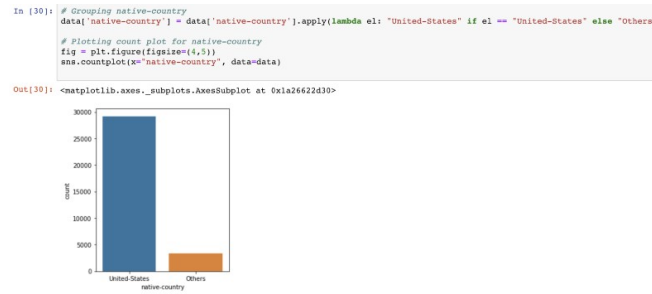 In [30]: # Grouping native-country
data['native-country'] = data['native-country'].apply(lambda el: "United-States" if el == "United-States" else "Others
# Plotting count plot for native-country
fig = plt.figure(figsize=(4,5))
sns.countplot(x="native-country", data=data)
Out[30]: <matplotlib.axes._subplots.AxesSubplot at 0x1a26622d30>
30000
25000
20000
15000
10000
5000
0
count
United-States Others
native-country